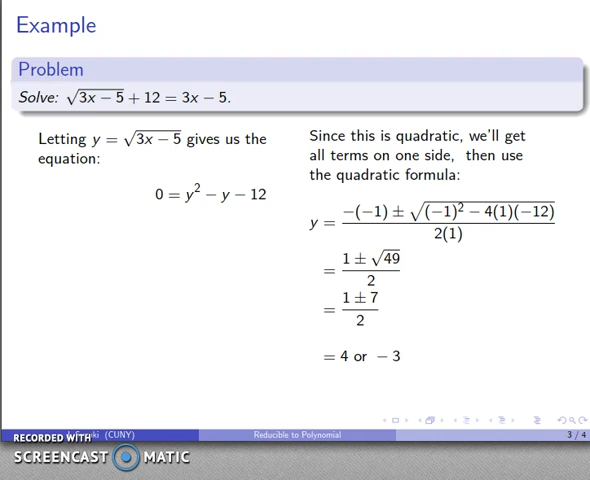 Example
Problem
Solve: √3x − 5 + 12 = 3x − 5.
Letting y = √3x − 5 gives us the
equation:
0 = y² − y − 12
Since this is quadratic, we'll get
all terms on one side, then use
the quadratic formula:
y = −(−1) ± √(−1)² − 4(1)(−12)
2(1)
= 1 ± √49
2
= 1 ± 7
2
= 4 or − 3
(CUNY)
Reducible to Polynomial
3 / 4
RECORDED WITH
SCREENCAST MATIC